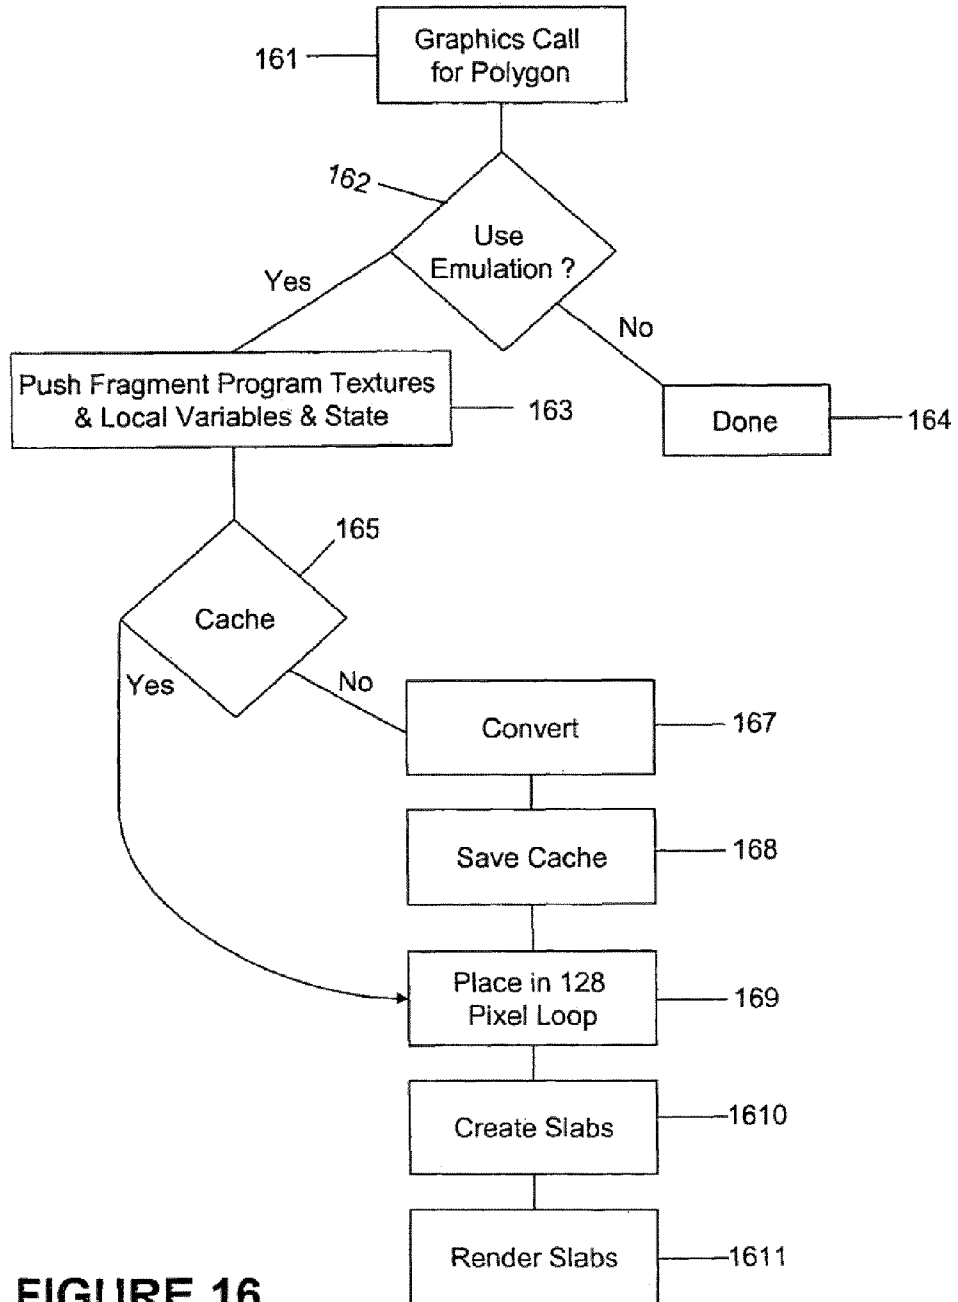 161
Graphics Call
for Polygon
162
Use
Emulation ?
Yes
No
Push Fragment Program Textures
& Local Variables & State
163
Done
164
165
Cache
Yes
No
Convert
167
Save Cache
168
Place in 128
Pixel Loop
169
Create Slabs
1610
Render Slabs
1611
FIGURE 16